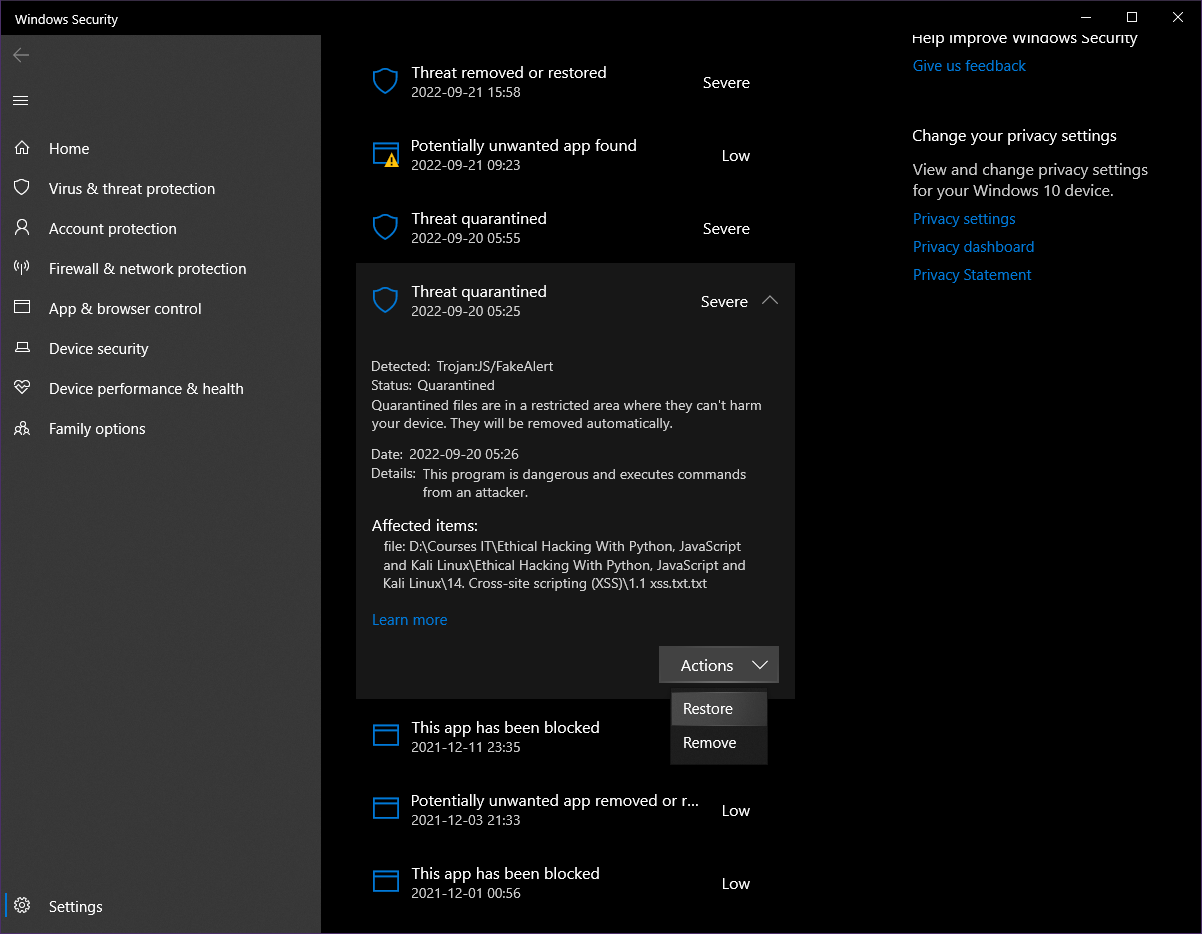 Windows Security
Home
Virus & threat protection
Account protection
Firewall & network protection
App & browser control
Device security
Device performance & health
Family options
Settings
Threat removed or restored
2022-09-21 15:58
Severe
Potentially unwanted app found
2022-09-21 09:23
Low
Threat quarantined
2022-09-20 05:55
Severe
Threat quarantined
2022-09-20 05:25
Severe
Detected: Trojan:JS/FakeAlert
Status: Quarantined
Quarantined files are in a restricted area where they can't harm
your device. They will be removed automatically.
Date: 2022-09-20 05:26
Details: This program is dangerous and executes commands
from an attacker.
Affected items:
file: D:\Courses IT\Ethical Hacking With Python, JavaScript
and Kali Linux\Ethical Hacking With Python, JavaScript and
Kali Linux\14. Cross-site scripting (XSS)\1.1 xss.txt.txt
Learn more
Actions
Restore
Remove
This app has been blocked
2021-12-11 23:35
Potentially unwanted app removed or r...
2021-12-03 21:33
Low
This app has been blocked
2021-12-01 00:56
Low
Help improve Windows Security
Give us feedback
Change your privacy settings
View and change privacy settings
for your Windows 10 device.
Privacy settings
Privacy dashboard
Privacy Statement